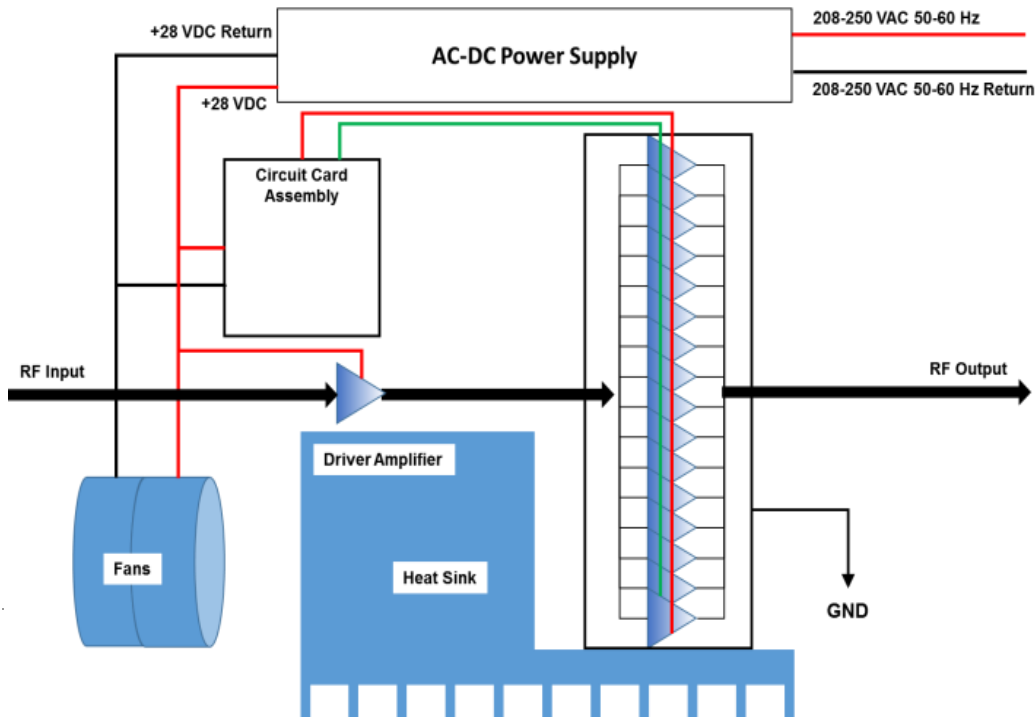 208-250 VAC 50-60 Hz
+28 VDC Return
AC-DC Power Supply
208-250 VAC 50-60 Hz Return
+28 VDC
Circuit Card
Assembly
RF Input
RF Output
Driver Amplifier
Fans
Heat Sink
GND